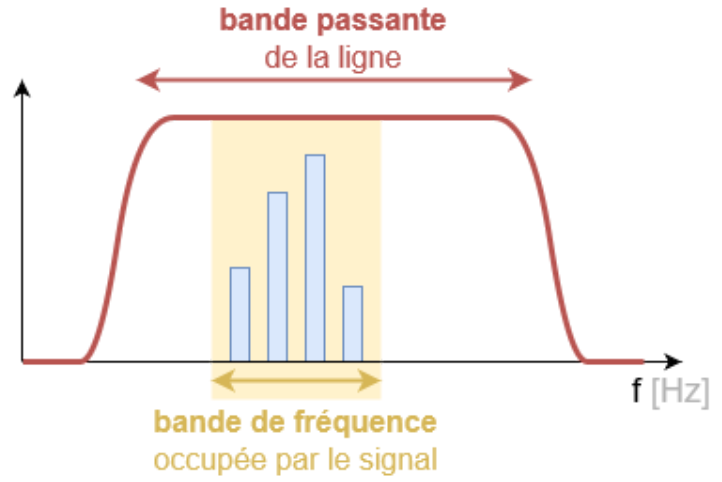 bande passante
de la ligne
f [Hz]
bande de fréquence
occupée par le signal